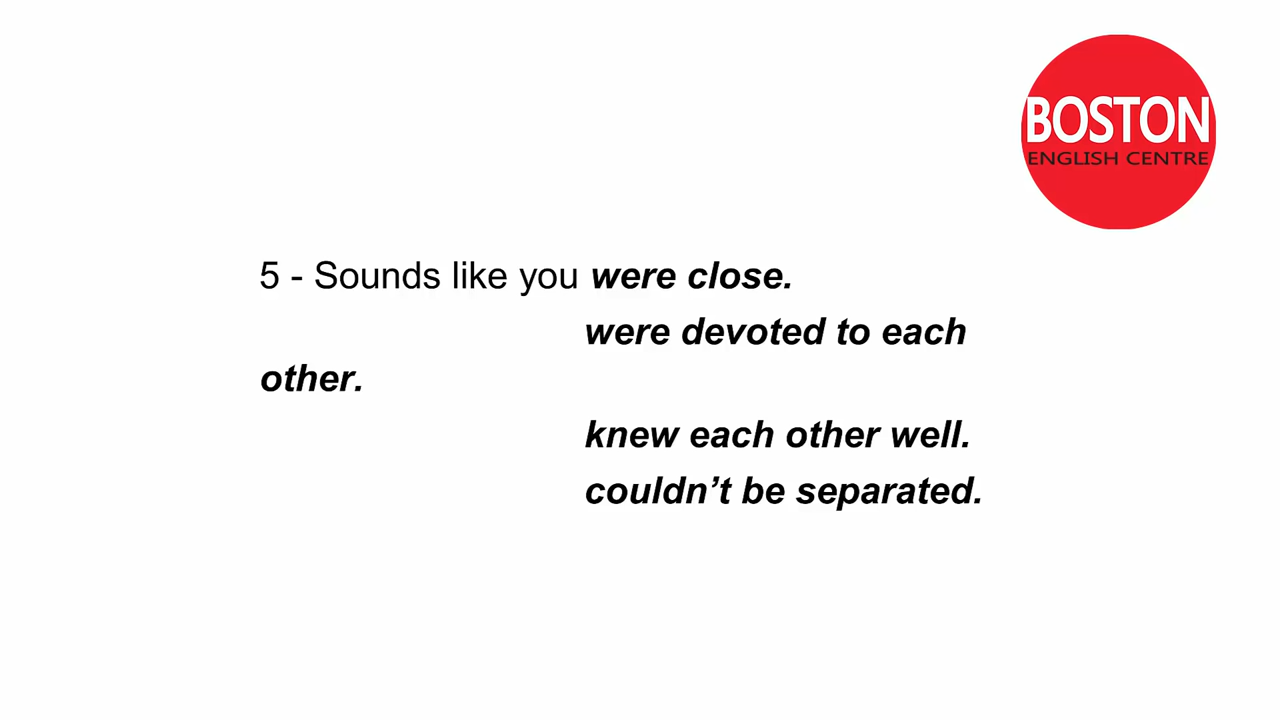 BOSTON
ENGLISH CENTRE
5 - Sounds like you were close.
were devoted to each
other.
knew each other well.
couldn’t be separated.